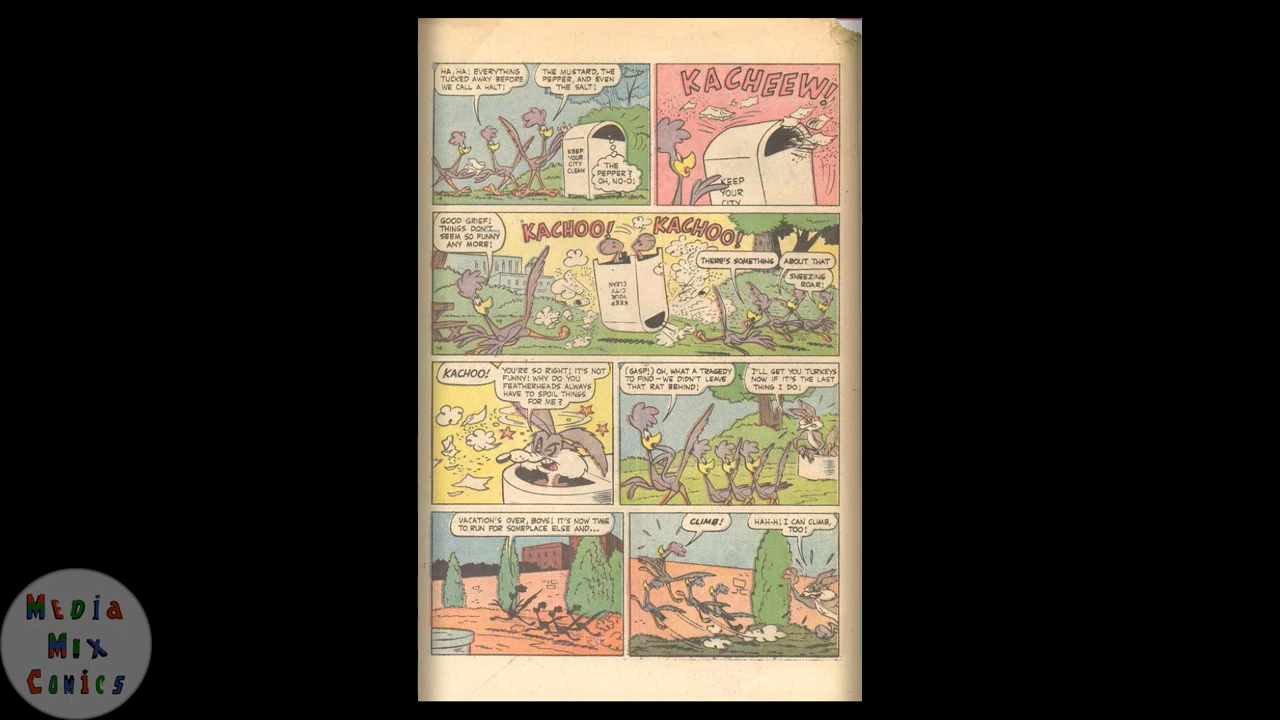 HA, HA! EVERYTHING
TUCKED AWAY BEFORE
WE CALL A HALT!
THE MUSTARD, THE
PEPPER, AND EVEN
THE SALT!
KEEP
YOUR
CITY
CLEAN
THE
PEPPER?
OH, NO-O!
KACHEEW!
KEEP
YOUR
CITY
GOOD GRIEF!
THINGS DON'T
SEEM SO FUNNY
ANY MORE!
KACHOO!
KACHOO!
KEEP
YOUR
CITY
CLEAN
THERE'S SOMETHING
ABOUT THAT
SNEEZING
ROAR!
KACHOO!
YOU'RE SO RIGHT! IT'S NOT
FUNNY! WHY DO YOU
FEATHERHEADS ALWAYS
HAVE TO SPOIL THINGS
FOR ME?
(GASP!) OH, WHAT A TRAGEDY
TO FIND — WE DIDN'T LEAVE
THAT RAT BEHIND!
I'LL GET YOU TURKEYS
NOW IF IT'S THE LAST
THING I DO!
VACATION'S OVER, BOYS! IT'S NOW TIME
TO RUN FOR SOMEPLACE ELSE AND...
CLIMB!
HAH-H! I CAN CLIMB,
TOO!
MEDIA
MIX
COMICS